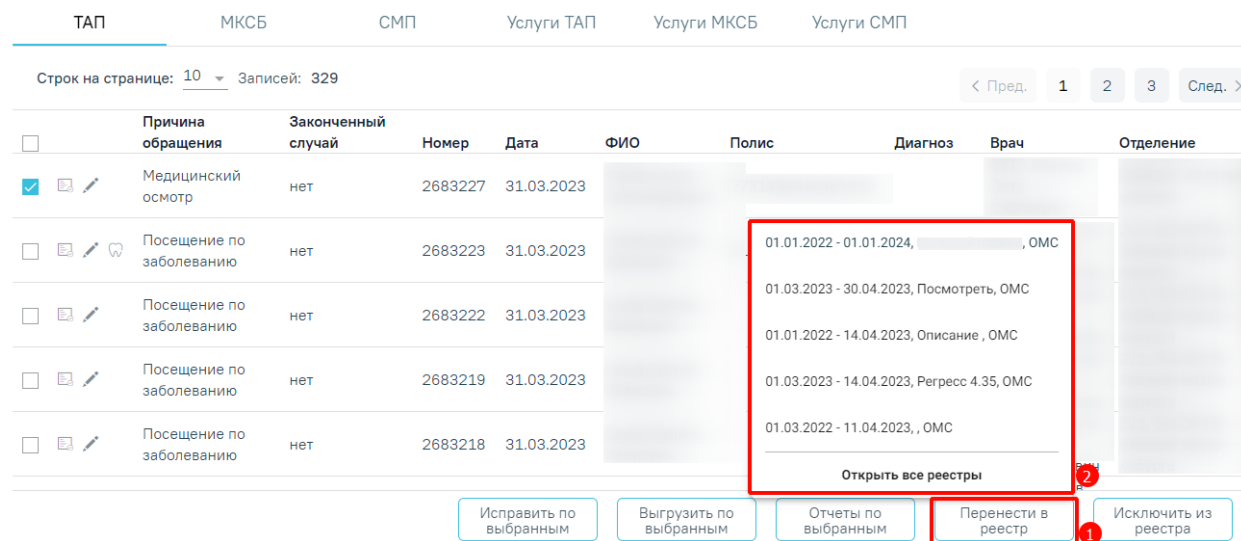 ТАП МКСБ СМП Услуги ТАП Услуги МКСБ Услуги СМП
Строк на странице: 10 Записей: 329 < Пред. 1 2 3 След. >
Причина обращения Законченный случай Номер Дата ФИО Полис Диагноз Врач Отделение
Медицинский осмотр нет 2683227 31.03.2023
Посещение по заболеванию нет 2683223 31.03.2023
Посещение по заболеванию нет 2683222 31.03.2023
Посещение по заболеванию нет 2683219 31.03.2023
Посещение по заболеванию нет 2683218 31.03.2023
01.01.2022 - 01.01.2024, , ОМС
01.03.2023 - 30.04.2023, Посмотреть, ОМС
01.01.2022 - 14.04.2023, Описание , ОМС
01.03.2023 - 14.04.2023, Регресс 4.35, ОМС
01.03.2022 - 11.04.2023, , ОМС
Открыть все реестры
2
Исправить по выбранным Выгрузить по выбранным Отчеты по выбранным Перенести в реестр Исключить из реестра
1